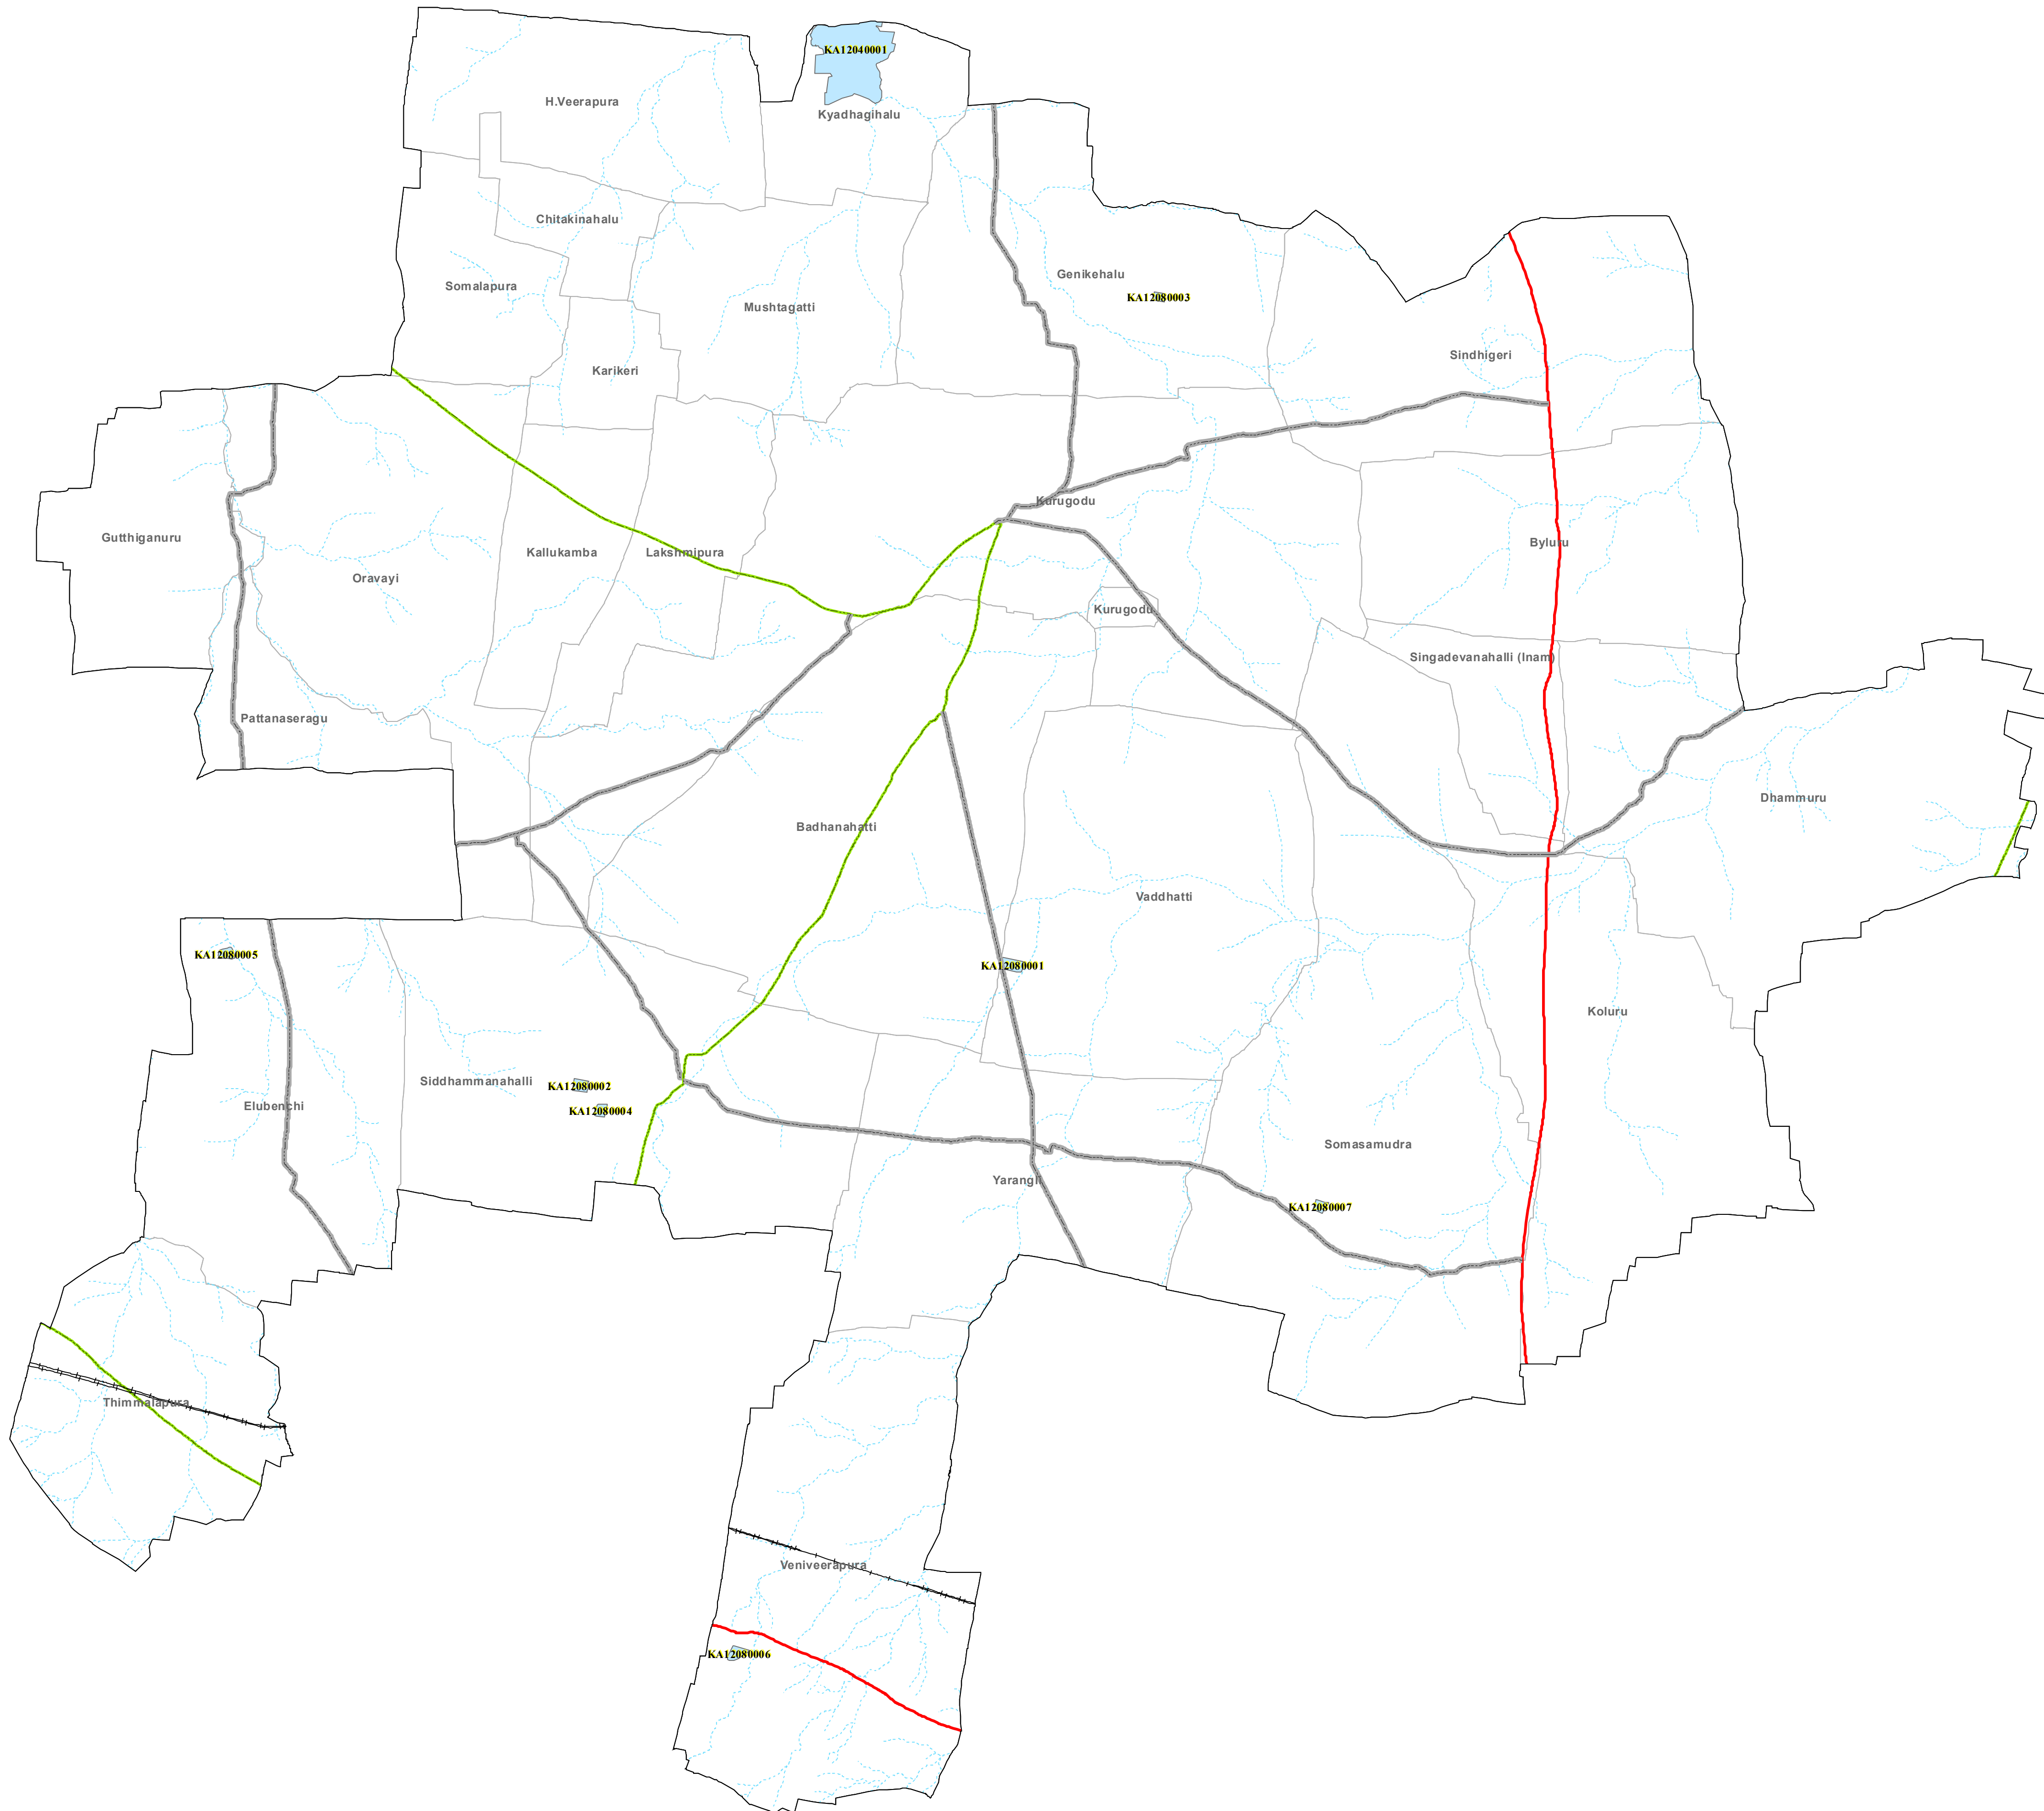 KA12040001
H.Veerapura
Kyadhagihalu
Chitakinahalu
Genikehalu
Somalapura
KA12080003
Mushtagatti
Sindhigeri
Karikeri
Kurugodu
Gutthiganuru
Byluru
Kallukamba
Lakshmipura
Oravayi
Kurugodu
Singadevanahalli (Inam)
Pattanaseragu
Dhammuru
Badhanahatti
Vaddhatti
KA12080005
KA12080001
Koluru
Siddhammanahalli
KA12080002
Elubenchi
KA12080004
Somasamudra
Yarangli
KA12080007
Thimmalapura
Veniveerapura
KA12080006